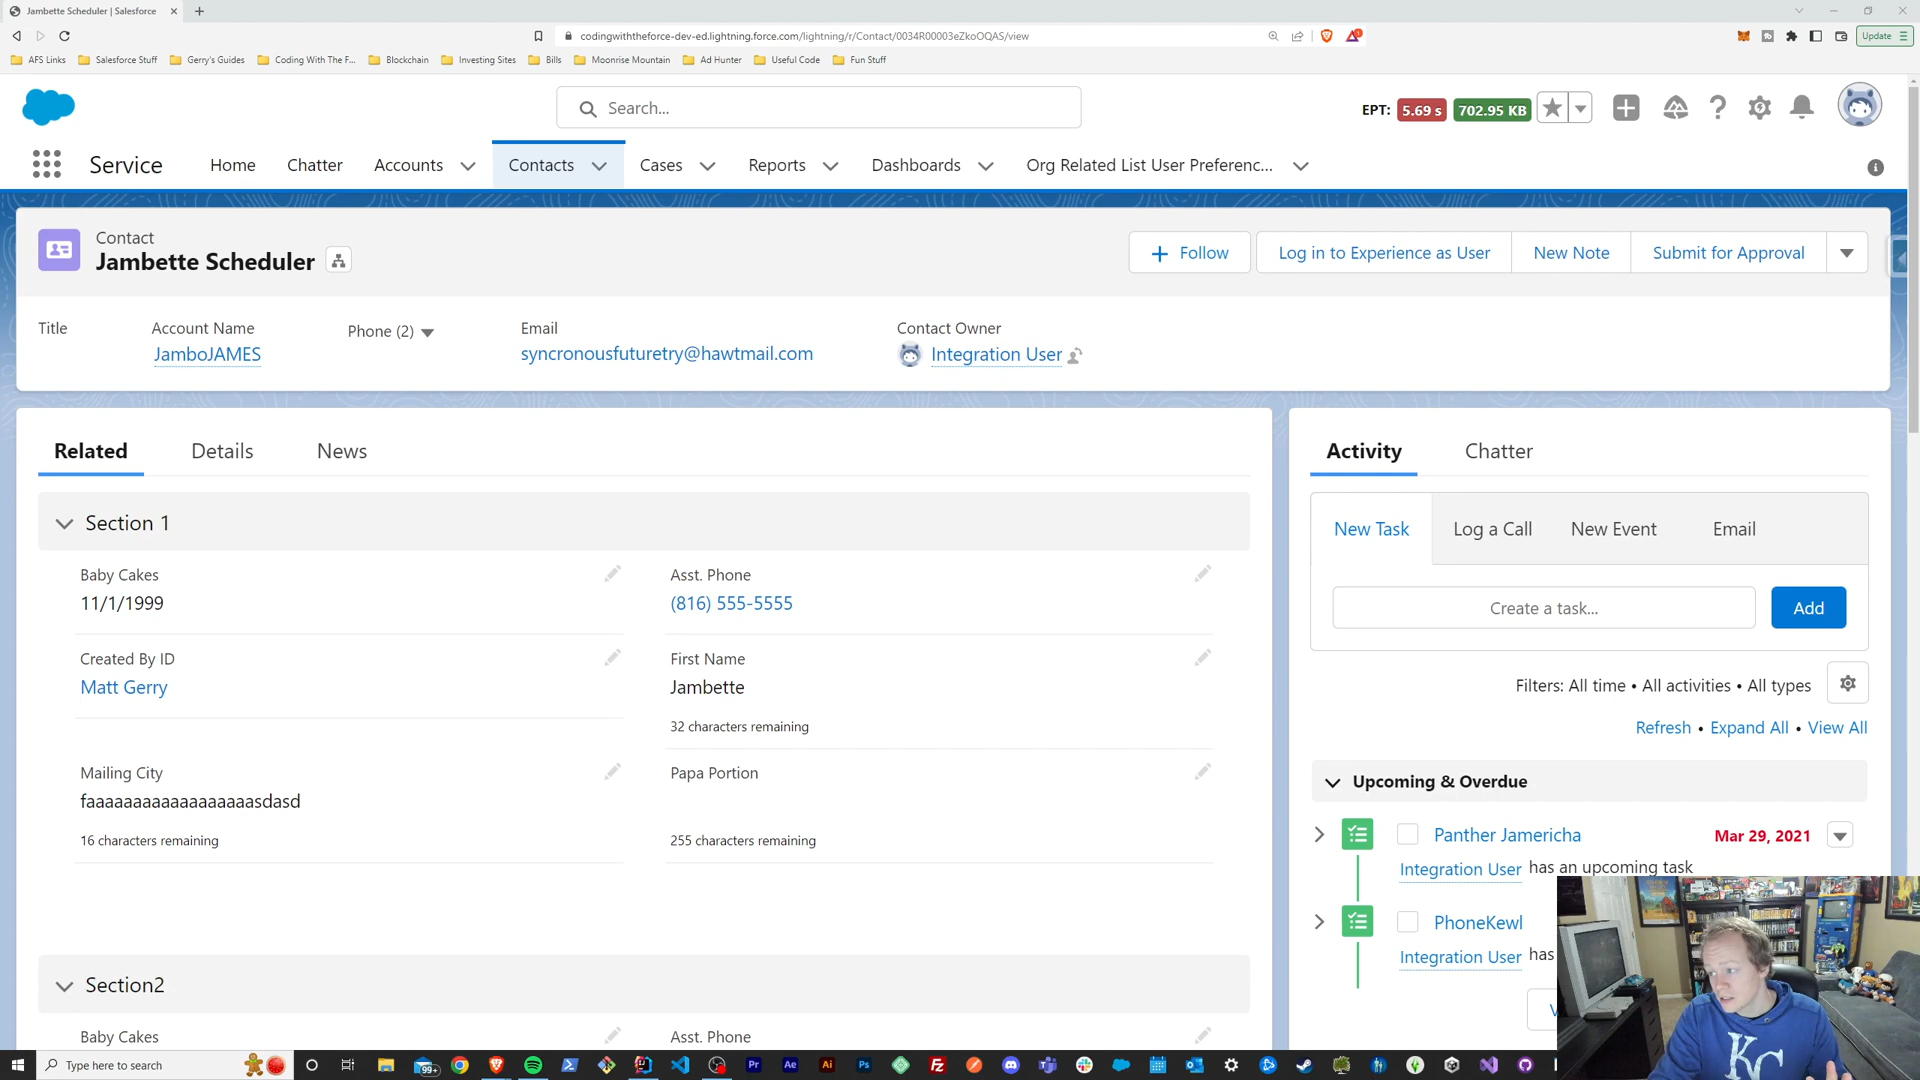 Jambette Scheduler | Salesforce
codingwiththeforce-dev-ed.lightning.force.com/lightning/r/Contact/0034R00003eZkoOQAS/view
Update
AFS Links
Salesforce Stuff
Gerry's Guides
Coding With The F...
Blockchain
Investing Sites
Bills
Moonrise Mountain
Ad Hunter
Useful Code
Fun Stuff
Search...
EPT: 5.69 s 702.95 KB
Service
Home
Chatter
Accounts
Contacts
Cases
Reports
Dashboards
Org Related List User Preferenc...
Contact
Jambette Scheduler
Follow
Log in to Experience as User
New Note
Submit for Approval
Title
Account Name
JamboJAMES
Phone (2)
Email
syncronousfuturetry@hawtmail.com
Contact Owner
Integration User
Related
Details
News
Section 1
Baby Cakes
11/1/1999
Asst. Phone
(816) 555-5555
Created By ID
Matt Gerry
First Name
Jambette
32 characters remaining
Mailing City
faaaaaaaaaaaaaaaaaasdasd
16 characters remaining
Papa Portion
255 characters remaining
Section2
Baby Cakes
Asst. Phone
Activity
Chatter
New Task
Log a Call
New Event
Email
Create a task...
Add
Filters: All time • All activities • All types
Refresh • Expand All • View All
Upcoming & Overdue
Panther Jamericha
Mar 29, 2021
Integration User has an upcoming task
PhoneKewl
Integration User has
KC
Type here to search
99+
Pr
Ae
Ai
Ps